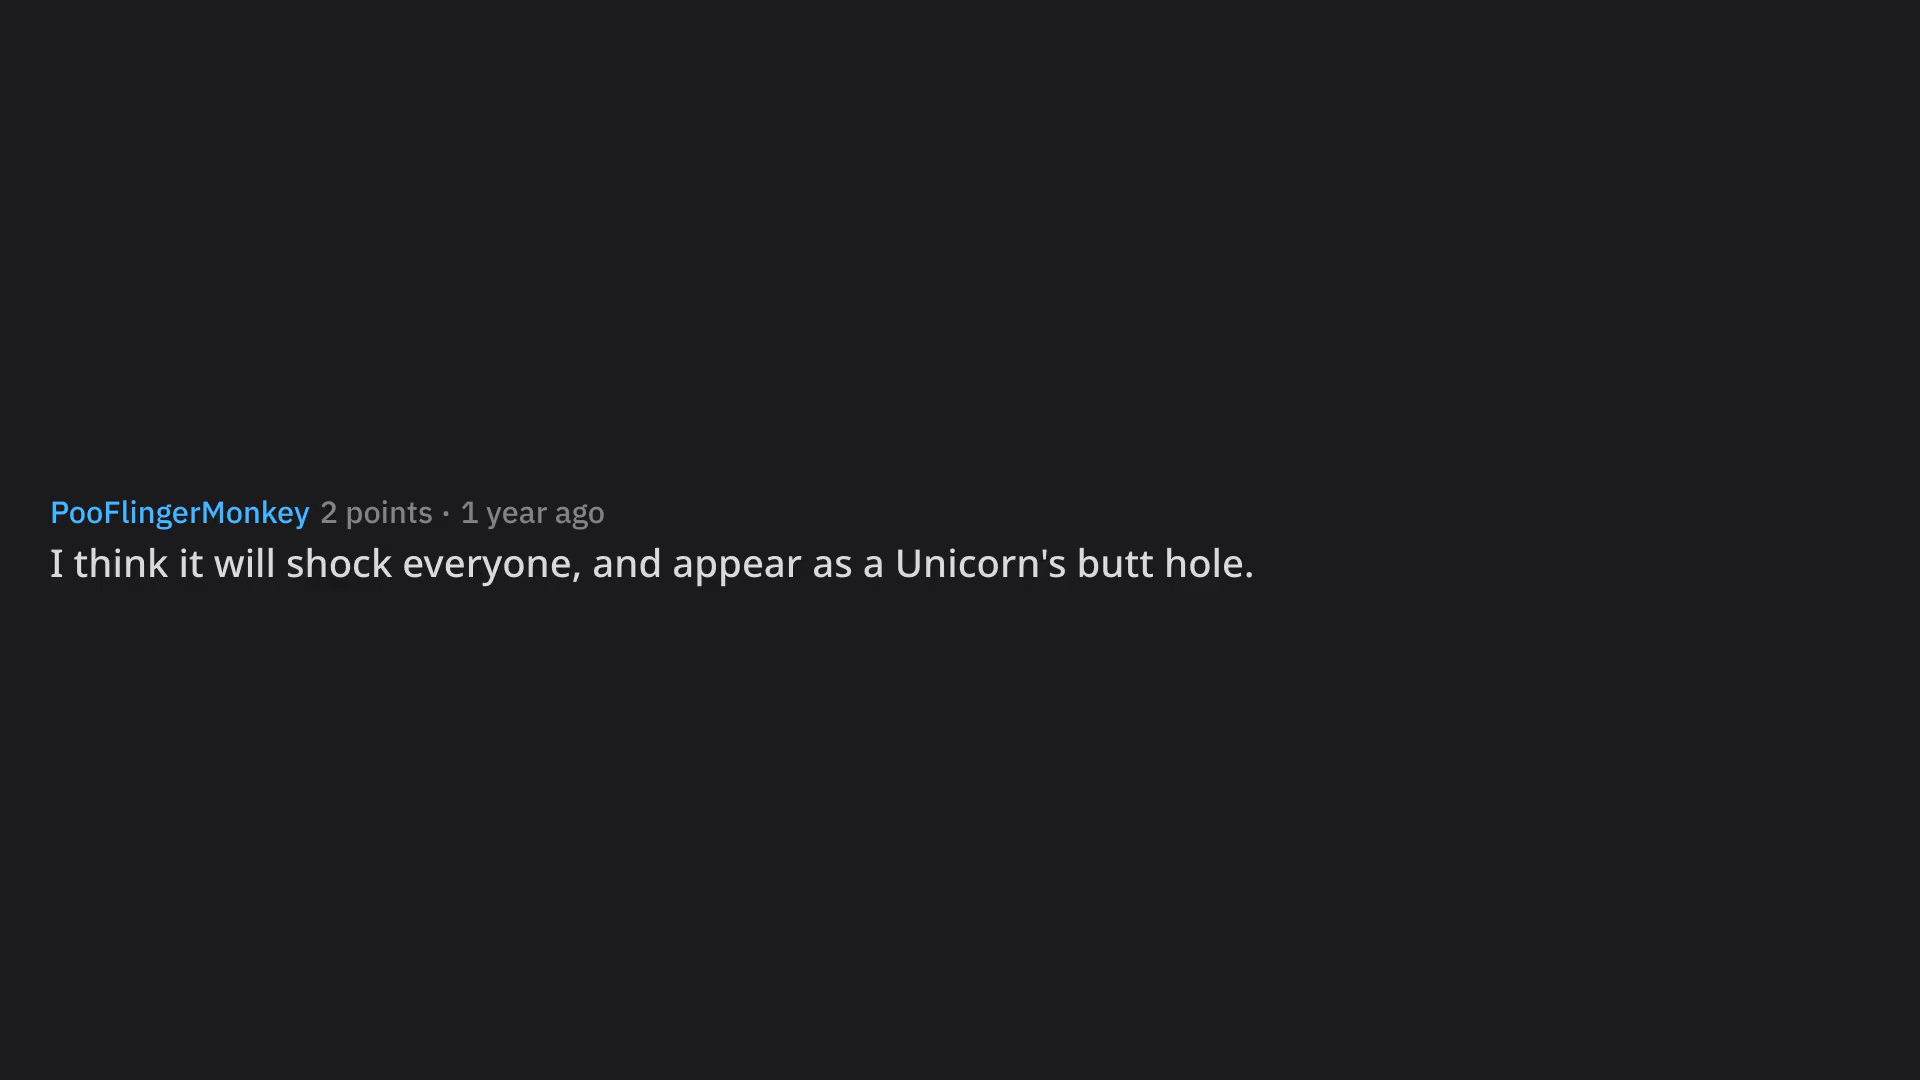 PooFlingerMonkey 2 points · 1 year ago
I think it will shock everyone, and appear as a Unicorn's butt hole.